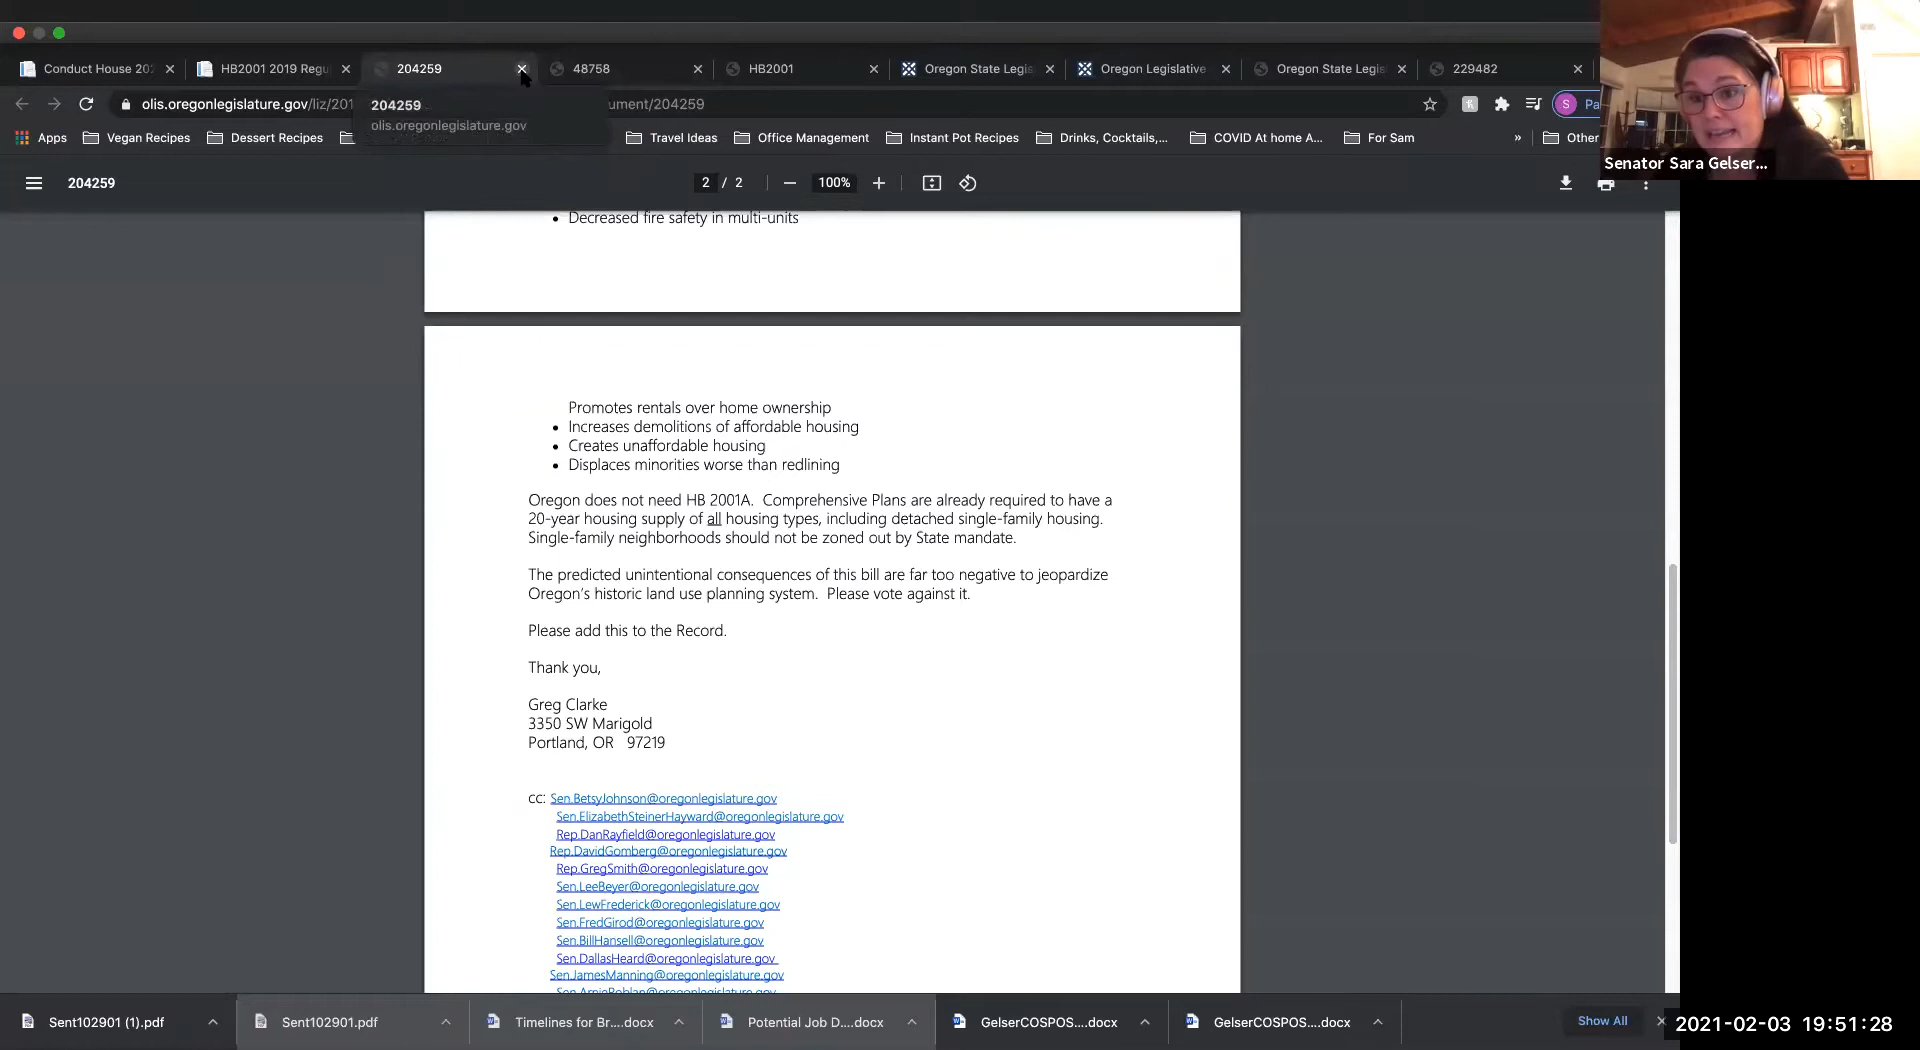 Conduct House 202
HB2001 2019 Regu
204259
48758
HB2001
Oregon State Legis
Oregon Legislative
Oregon State Legis
229482
olis.oregonlegislature.gov/liz/201
ument/204259
S
Pa
204259
olis.oregonlegislature.gov
Apps
Vegan Recipes
Dessert Recipes
Travel Ideas
Office Management
Instant Pot Recipes
Drinks, Cocktails,...
COVID At home A...
For Sam
»
Other
Senator Sara Gelser...
204259
2 / 2
100%
• Decreased fire safety in multi-units
Promotes rentals over home ownership
• Increases demolitions of affordable housing
• Creates unaffordable housing
• Displaces minorities worse than redlining
Oregon does not need HB 2001A. Comprehensive Plans are already required to have a
20-year housing supply of all housing types, including detached single-family housing.
Single-family neighborhoods should not be zoned out by State mandate.
The predicted unintentional consequences of this bill are far too negative to jeopardize
Oregon's historic land use planning system. Please vote against it.
Please add this to the Record.
Thank you,
Greg Clarke
3350 SW Marigold
Portland, OR 97219
cc: Sen.BetsyJohnson@oregonlegislature.gov
Sen.ElizabethSteinerHayward@oregonlegislature.gov
Rep.DanRayfield@oregonlegislature.gov
Rep.DavidGomberg@oregonlegislature.gov
Rep.GregSmith@oregonlegislature.gov
Sen.LeeBeyer@oregonlegislature.gov
Sen.LewFrederick@oregonlegislature.gov
Sen.FredGirod@oregonlegislature.gov
Sen.BillHansell@oregonlegislature.gov
Sen.DallasHeard@oregonlegislature.gov
Sen.JamesManning@oregonlegislature.gov
Sen.ArnieRoblan@oregonlegislature.gov
Sent102901 (1).pdf
Sent102901.pdf
Timelines for Br....docx
Potential Job D....docx
GelserCOSPOS....docx
GelserCOSPOS....docx
Show All
2021-02-03 19:51:28